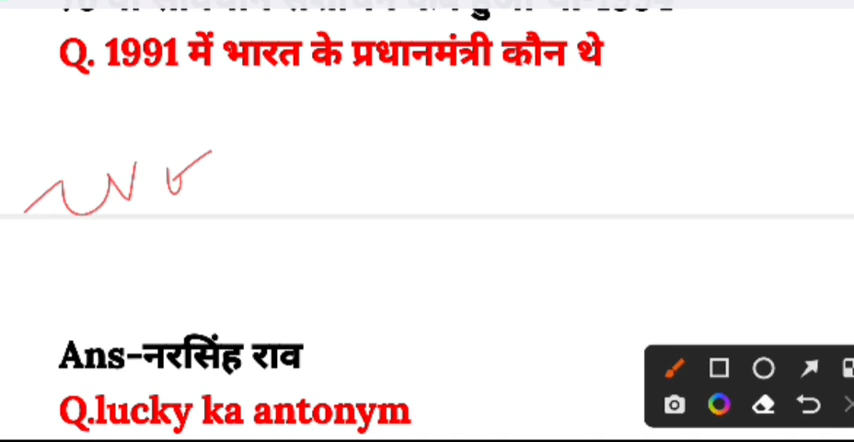 Q. 1991 में भारत के प्रधानमंत्री कौन थे
Ans-नरसिंह राव
Q.lucky ka antonym